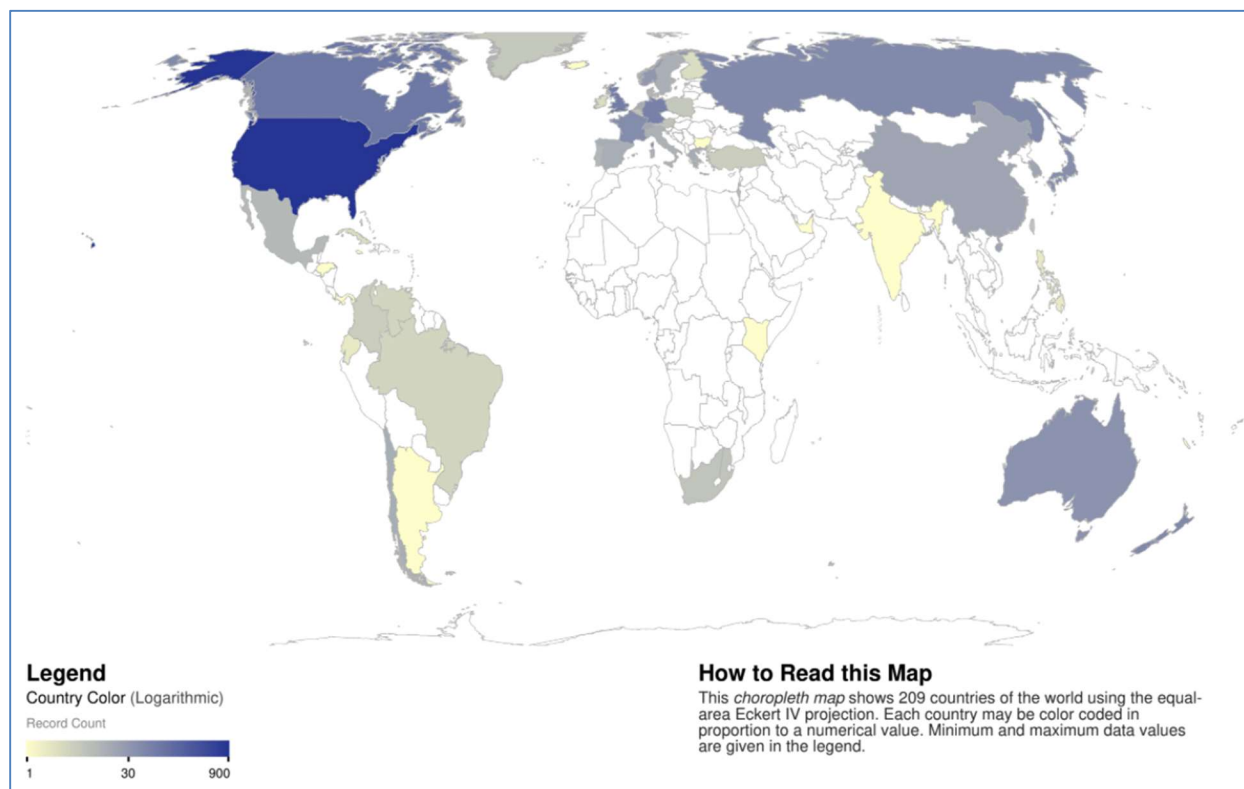 Legend
Country Color (Logarithmic)
Record Count
1 30 900
How to Read this Map
This choropleth map shows 209 countries of the world using the equal-
area Eckert IV projection. Each country may be color coded in
proportion to a numerical value. Minimum and maximum data values
are given in the legend.